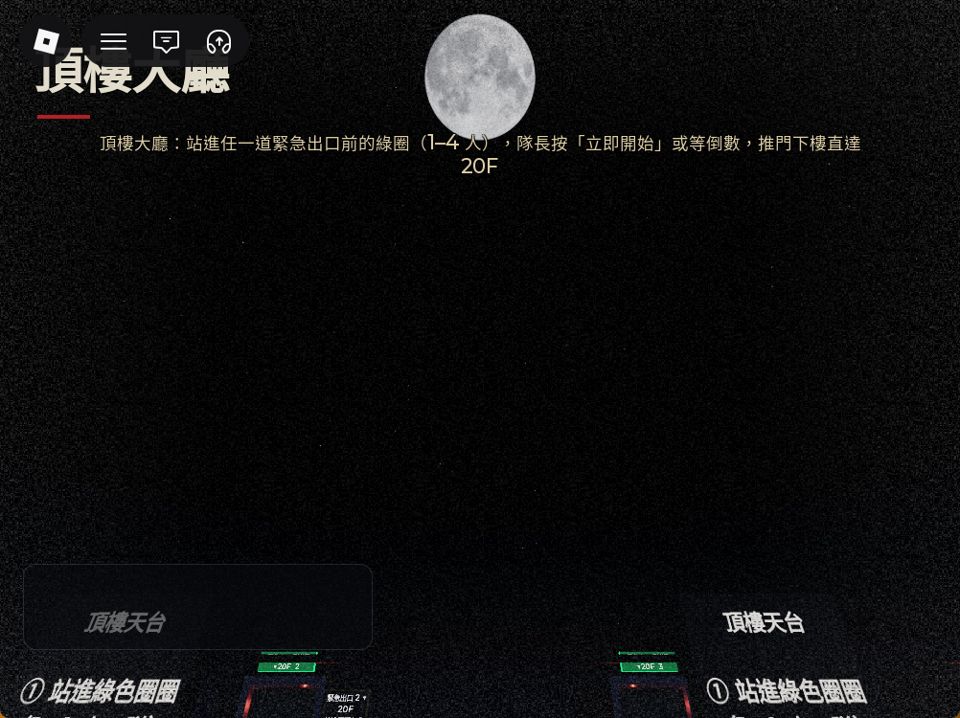 頂樓大廳
頂樓大廳：站進任一道緊急出口前的綠圈（1–4 人），隊長按「立即開始」或等倒數，推門下樓直達
20F
頂樓天台
頂樓天台
▾20F 2
▾20F 3
① 站進綠色圈圈
緊急出口 2 ▾
20F
① 站進綠色圈圈